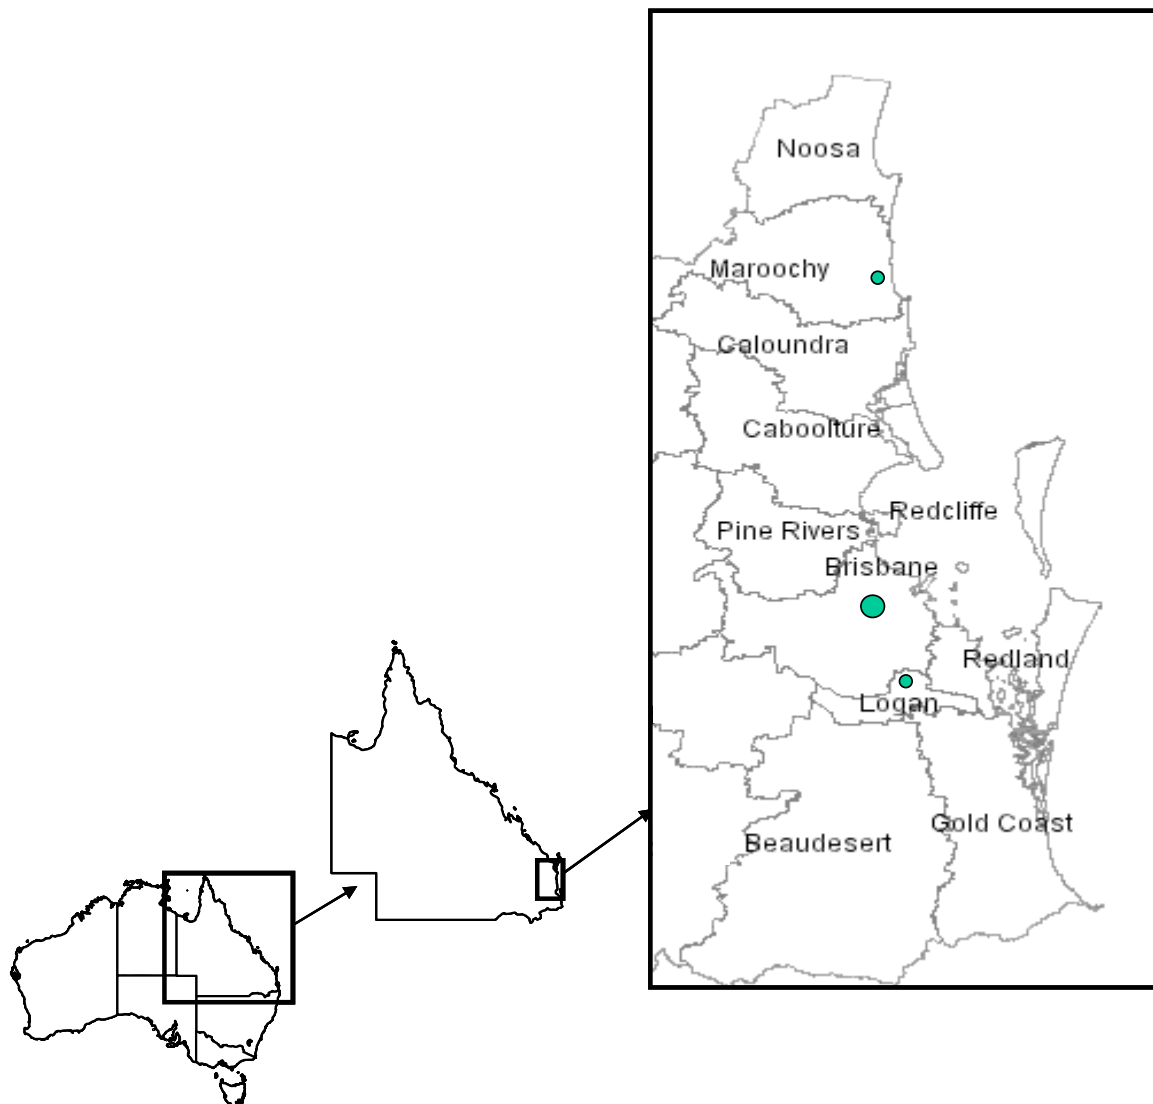 Noosa
Maroochy
Caloundra
Caboolture
Redcliffe
Pine Rivers
Brisbane
Redland
Logan
Gold Coast
Beaudesert